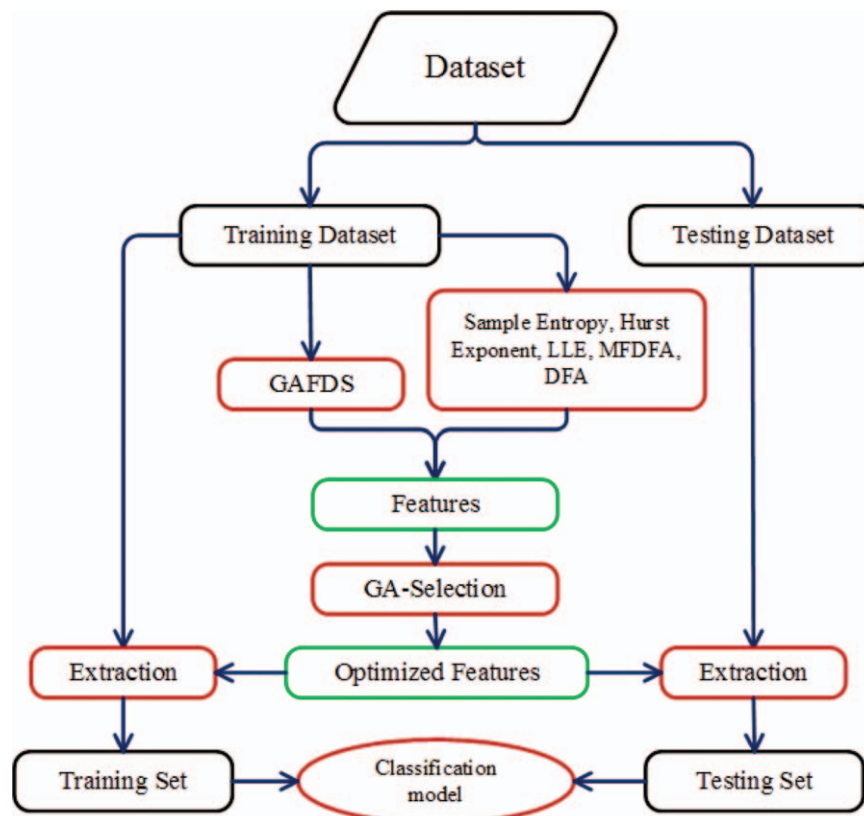 Dataset
Training Dataset
Testing Dataset
Sample Entropy, Hurst
Exponent, LLE, MFDFA,
DFA
GAFDS
Features
GA-Selection
Extraction
Optimized Features
Extraction
Training Set
Classification
model
Testing Set